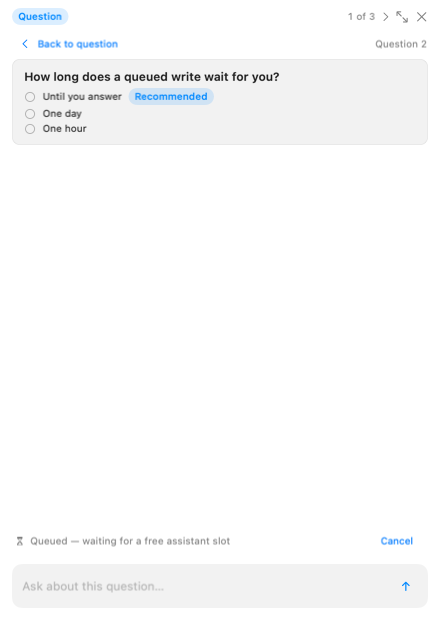 Question
1 of 3
Back to question
Question 2
How long does a queued write wait for you?
Until you answer Recommended
One day
One hour
Queued — waiting for a free assistant slot
Cancel
Ask about this question...